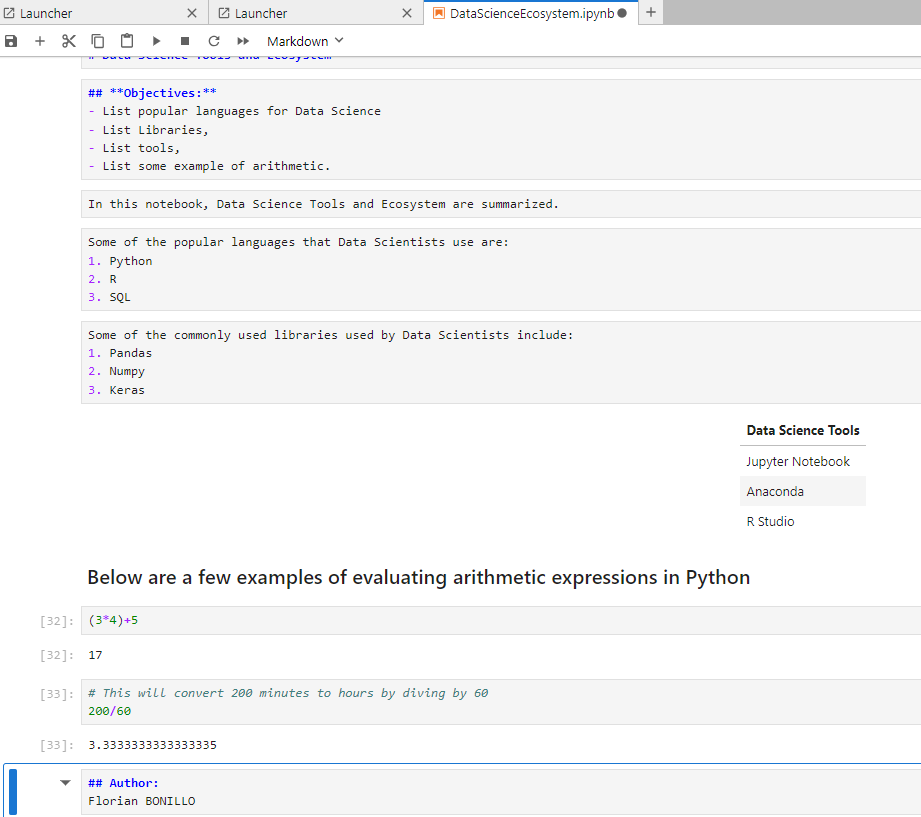 Launcher
Launcher
DataScienceEcosystem.ipynb
Markdown
# Data Science Tools and Ecosystem
## **Objectives:**
- List popular languages for Data Science
- List Libraries,
- List tools,
- List some example of arithmetic.
In this notebook, Data Science Tools and Ecosystem are summarized.
Some of the popular languages that Data Scientists use are:
1. Python
2. R
3. SQL
Some of the commonly used libraries used by Data Scientists include:
1. Pandas
2. Numpy
3. Keras
Data Science Tools
Jupyter Notebook
Anaconda
R Studio
Below are a few examples of evaluating arithmetic expressions in Python
[32]: (3*4)+5
[32]: 17
[33]: # This will convert 200 minutes to hours by diving by 60
200/60
[33]: 3.3333333333333335
## Author:
Florian BONILLO